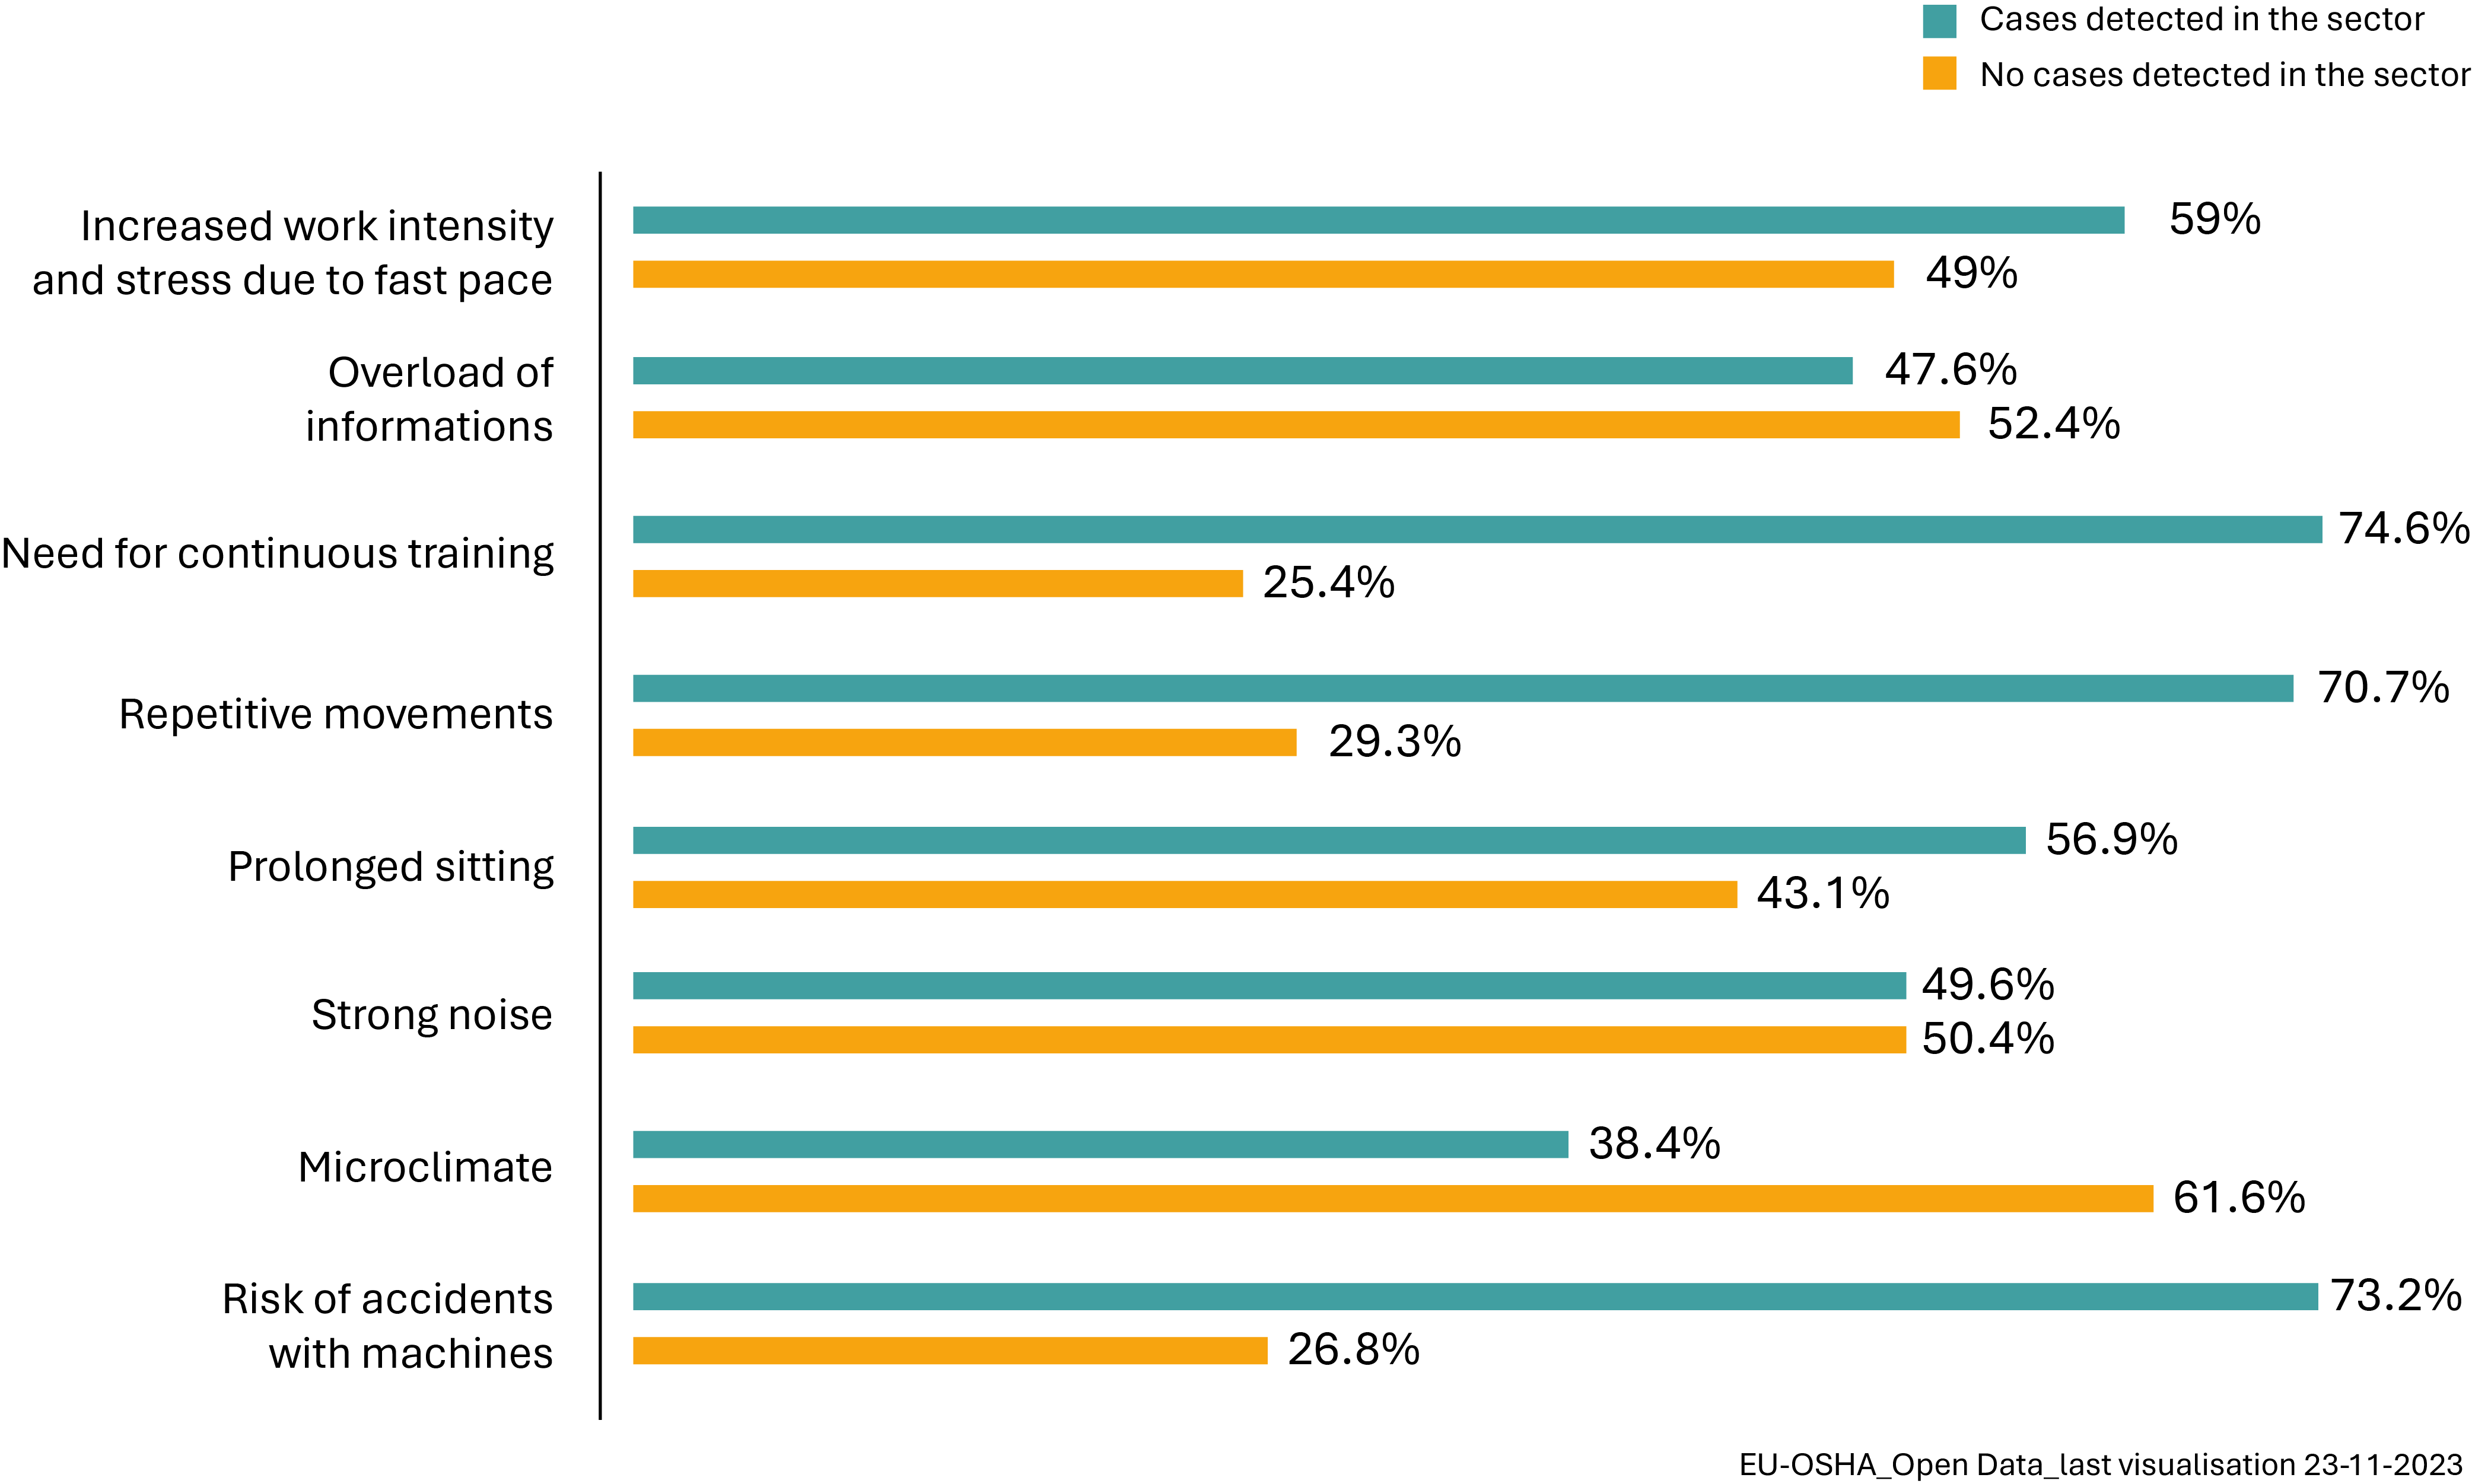 Cases detected in the sector
No cases detected in the sector
Increased work intensity
and stress due to fast pace
59%
49%
Overload of
informations
47.6%
52.4%
Need for continuous training
74.6%
25.4%
Repetitive movements
70.7%
29.3%
Prolonged sitting
56.9%
43.1%
Strong noise
49.6%
50.4%
Microclimate
38.4%
61.6%
Risk of accidents
with machines
73.2%
26.8%
EU-OSHA_Open Data_last visualisation 23-11-2023